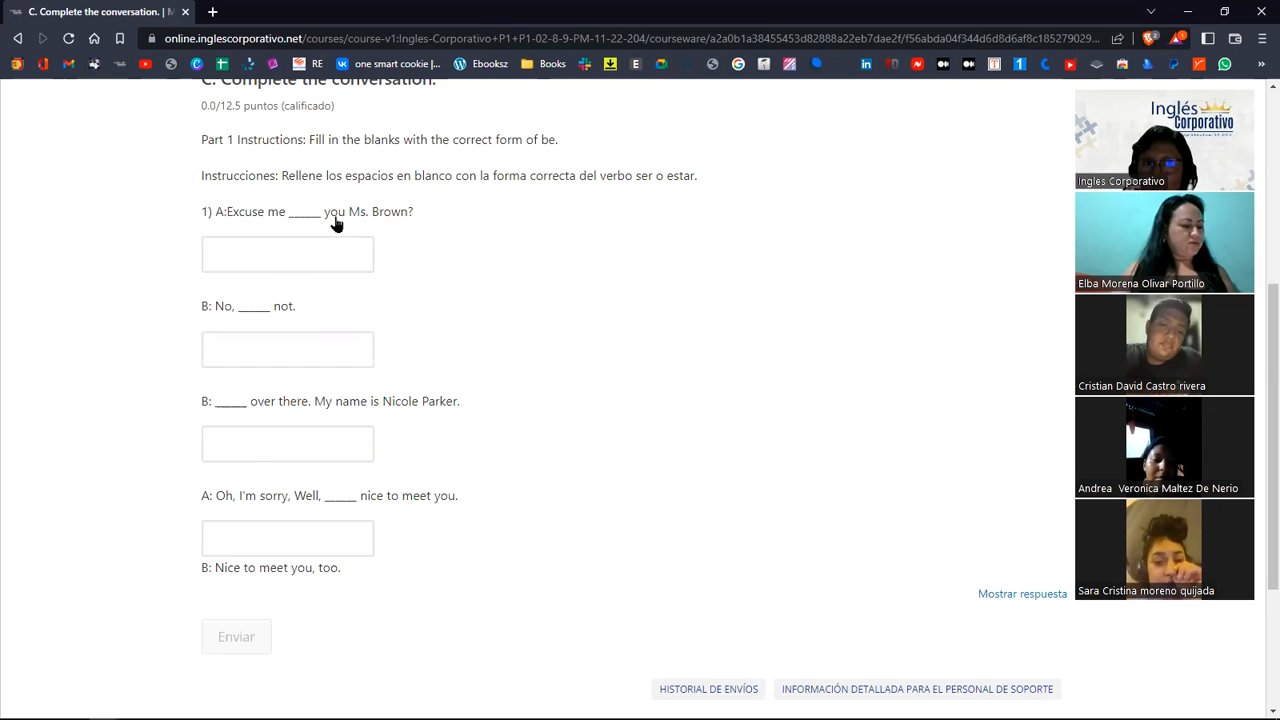 C. Complete the conversation. | M
online.inglescorporativo.net/courses/course-v1:Ingles-Corporativo+P1+P1-02-8-9-PM-11-22-204/courseware/a2a0b1a38455453d82888a22eb7dae2f/f56abda04f344d6d8d6af8c185279029...
RE
one smart cookie |...
Ebooksz
Books
C. Complete the conversation.
0.0/12.5 puntos (calificado)
Part 1 Instructions: Fill in the blanks with the correct form of be.
Instrucciones: Rellene los espacios en blanco con la forma correcta del verbo ser o estar.
1) A:Excuse me ______ you Ms. Brown?
B: No, ______ not.
B: ______ over there. My name is Nicole Parker.
A: Oh, I'm sorry, Well, ______ nice to meet you.
B: Nice to meet you, too.
Mostrar respuesta
Enviar
HISTORIAL DE ENVÍOS
INFORMACIÓN DETALLADA PARA EL PERSONAL DE SOPORTE
Inglés
Corporativo
Ingles Corporativo
Elba Morena Olivar Portillo
Cristian David Castro rivera
Andrea Veronica Maltez De Nerio
Sara Cristina moreno quijada